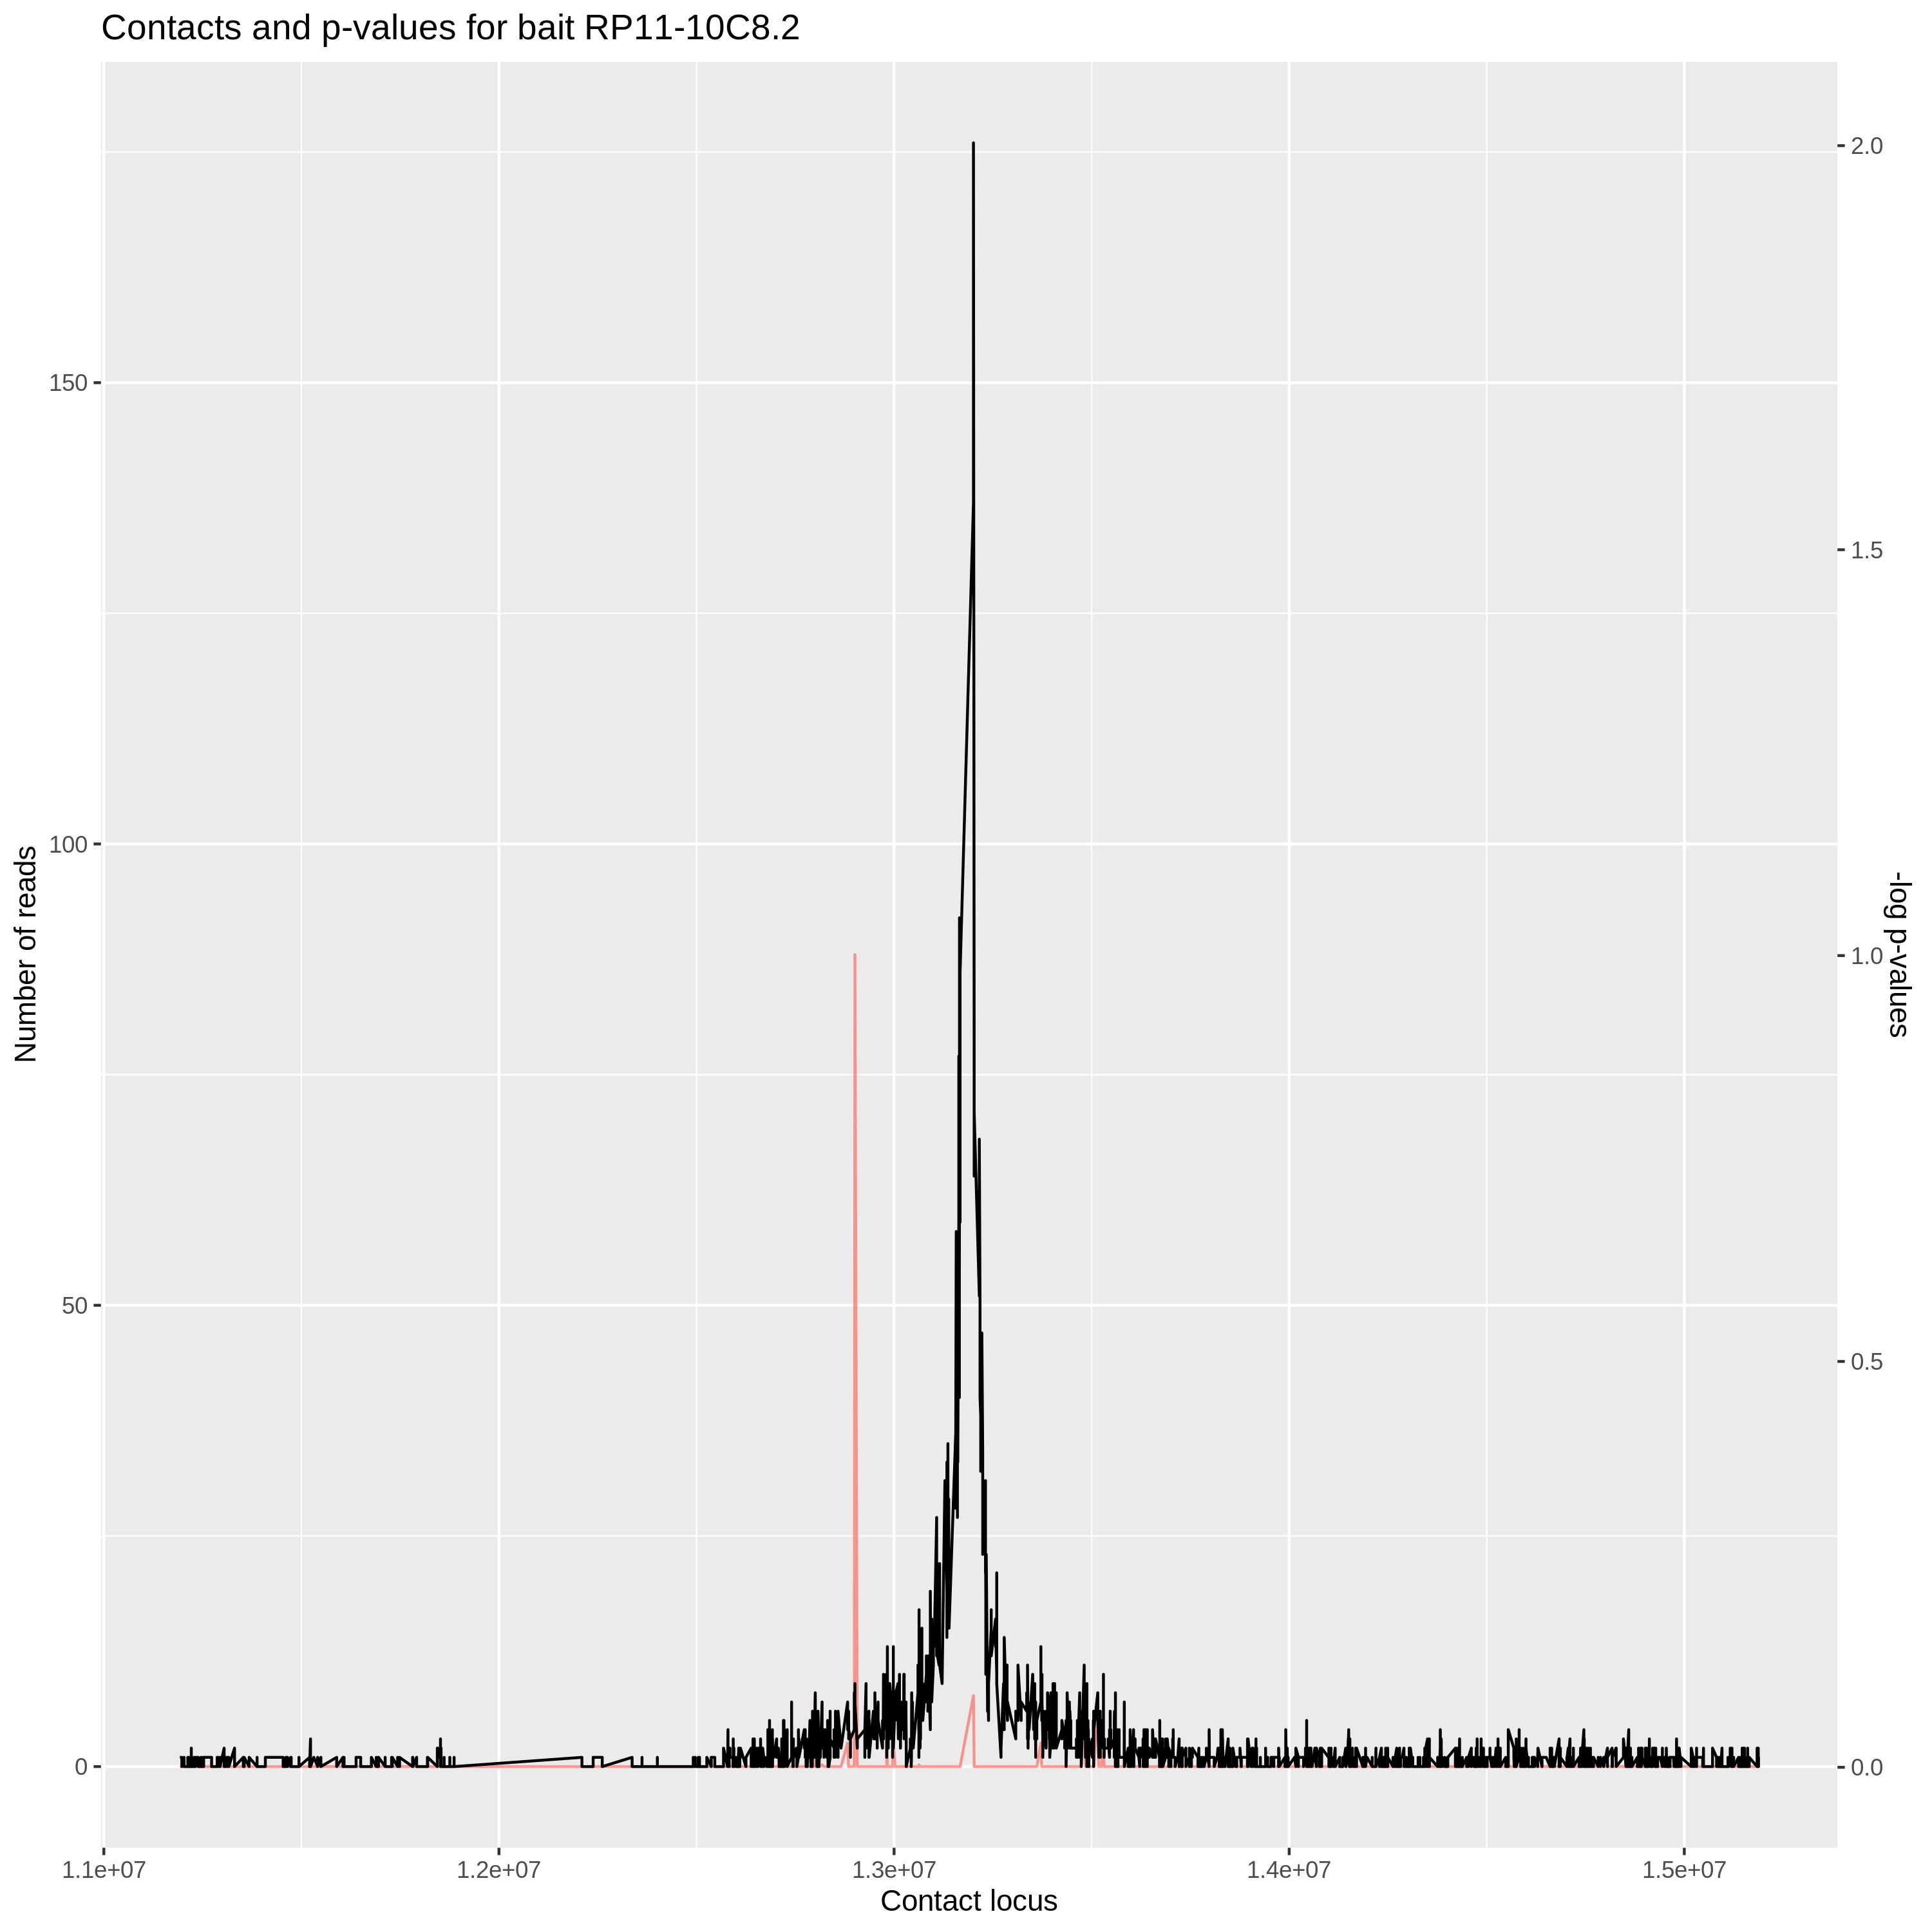 Contacts and p-values for bait RP11-10C8.2
150
100
50
0
Number of reads
2.0
1.5
1.0
0.5
0.0
-log p-values
1.1e+07
1.2e+07
1.3e+07
1.4e+07
1.5e+07
Contact locus